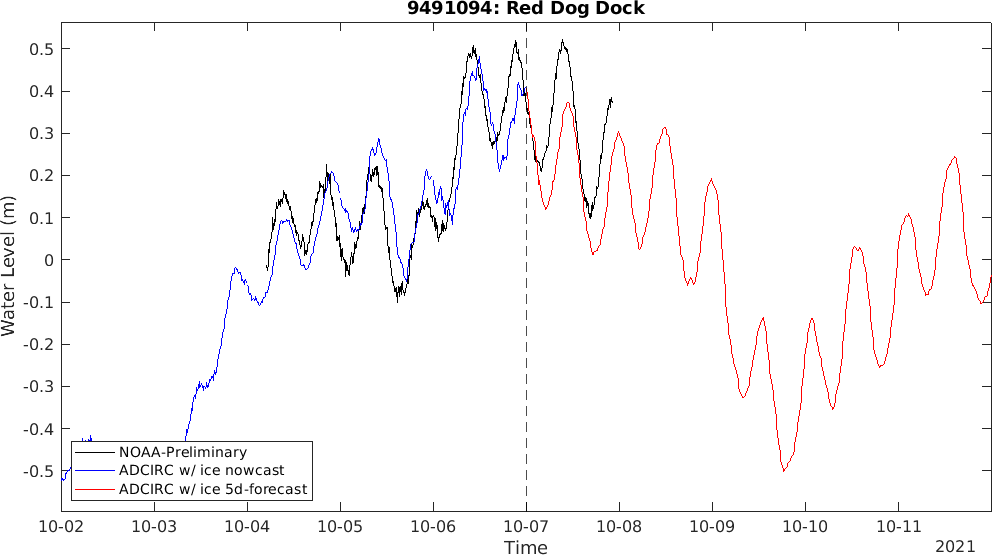 9491094: Red Dog Dock
Water Level (m)
0.5
0.4
0.3
0.2
0.1
0
-0.1
-0.2
-0.3
-0.4
-0.5
NOAA-Preliminary
ADCIRC w/ ice nowcast
ADCIRC w/ ice 5d-forecast
10-02 10-03 10-04 10-05 10-06 10-07 10-08 10-09 10-10 10-11
Time
2021